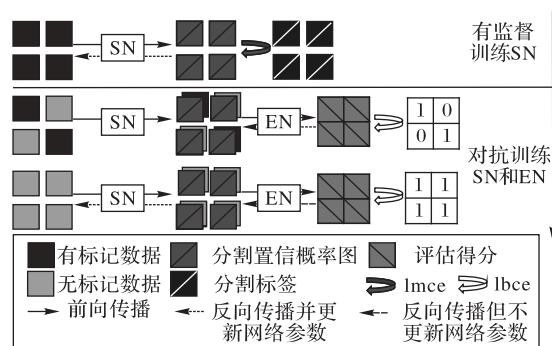 SN
有监督
训练SN
SN
EN
1 0
0 1
对抗训练
SN和EN
SN
EN
1 1
1 1
有标记数据
分割置信概率图
评估得分
无标记数据
分割标签
lmce
lbce
前向传播
反向传播并更
新网络参数
反向传播但不
更新网络参数